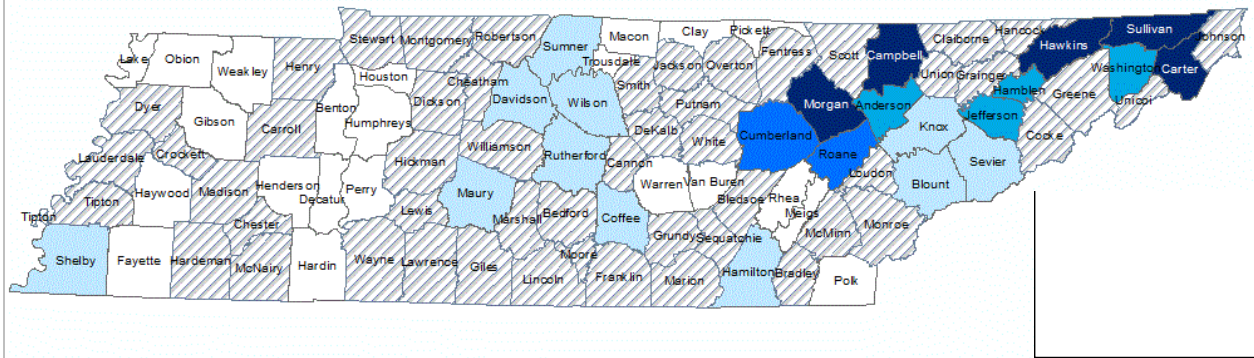 Lake
Obion
Weakley
Henry
Stewart
Montgomery
Robertson
Sumner
Macon
Trousdale
Clay
Pickett
Jackson
Overton
Fentress
Scott
Campbell
Claiborne
Hancock
Hawkins
Sullivan
Johnson
Dyer
Gibson
Carroll
Benton
Houston
Humphreys
Dickson
Cheatham
Davidson
Wilson
Smith
Putnam
DeKalb
White
Cumberland
Morgan
Anderson
Union
Grainger
Hamblen
Jefferson
Greene
Washington
Unicoi
Carter
Lauderdale
Crockett
Tipton
Tipton
Haywood
Madison
Henderson
Decatur
Perry
Hickman
Williamson
Rutherford
Cannon
Warren
Van Buren
Bledsoe
Rhea
Meigs
Roane
Loudon
Knox
Blount
Sevier
Cocke
Chester
Lewis
Maury
Marshall
Bedford
Coffee
Grundy
Sequatchie
McMinn
Monroe
Shelby
Fayette
Hardeman
McNairy
Hardin
Wayne
Lawrence
Giles
Lincoln
Moore
Franklin
Marion
Hamilton
Bradley
Polk